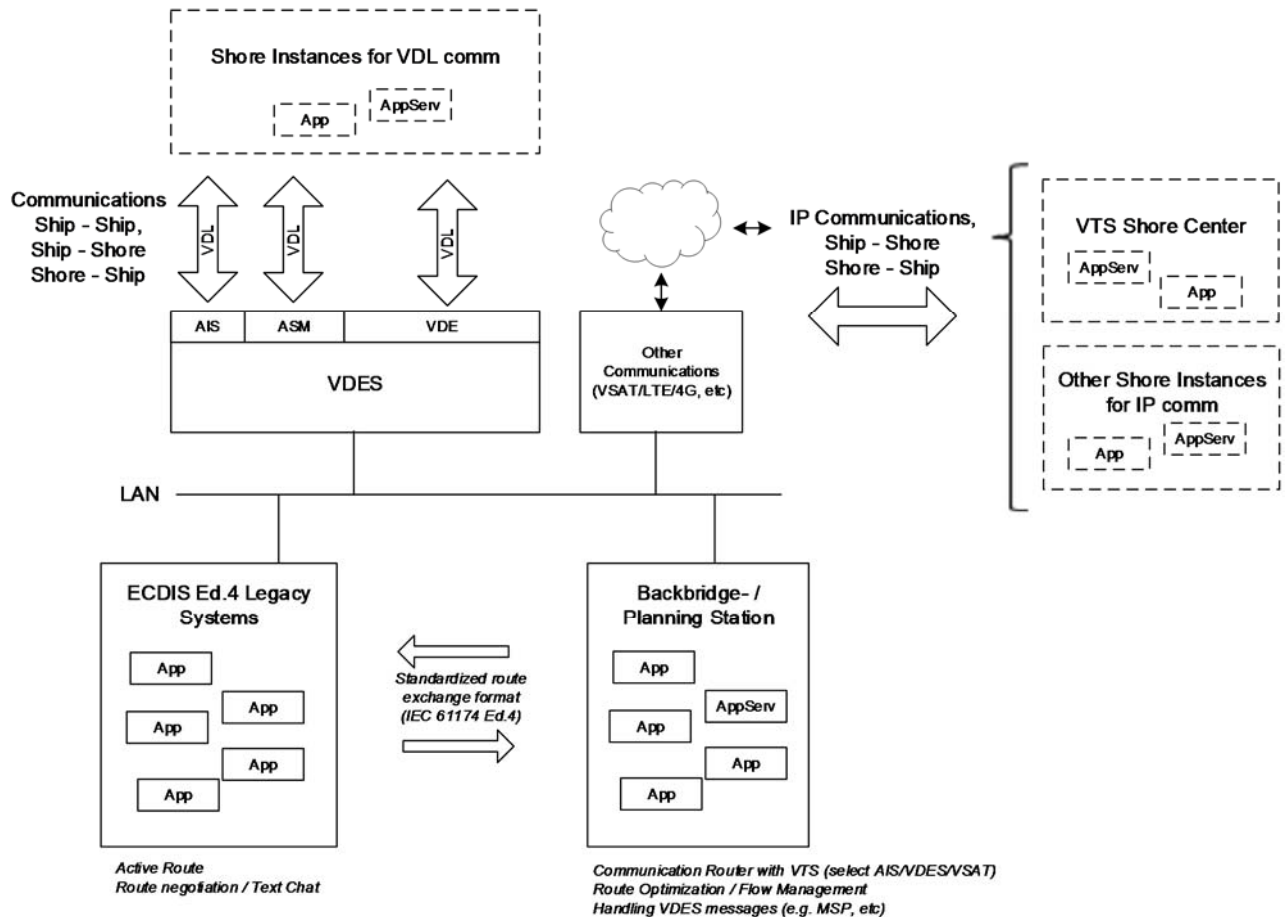 Shore Instances for VDL comm
App
AppServ
Communications
Ship - Ship,
Ship - Shore
Shore - Ship
VDL
VDL
VDL
IP Communications,
Ship - Shore
Shore - Ship
VTS Shore Center
AppServ
App
AIS
ASM
VDE
VDES
Other
Communications
(VSAT/LTE/4G, etc)
Other Shore Instances
for IP comm
App
AppServ
LAN
ECDIS Ed.4 Legacy
Systems
App
App
App
App
App
Standardized route
exchange format
(IEC 61174 Ed.4)
Backbridge- /
Planning Station
App
AppServ
App
App
App
Active Route
Route negotiation / Text Chat
Communication Router with VTS (select AIS/VDES/VSAT)
Route Optimization / Flow Management
Handling VDES messages (e.g. MSP, etc)